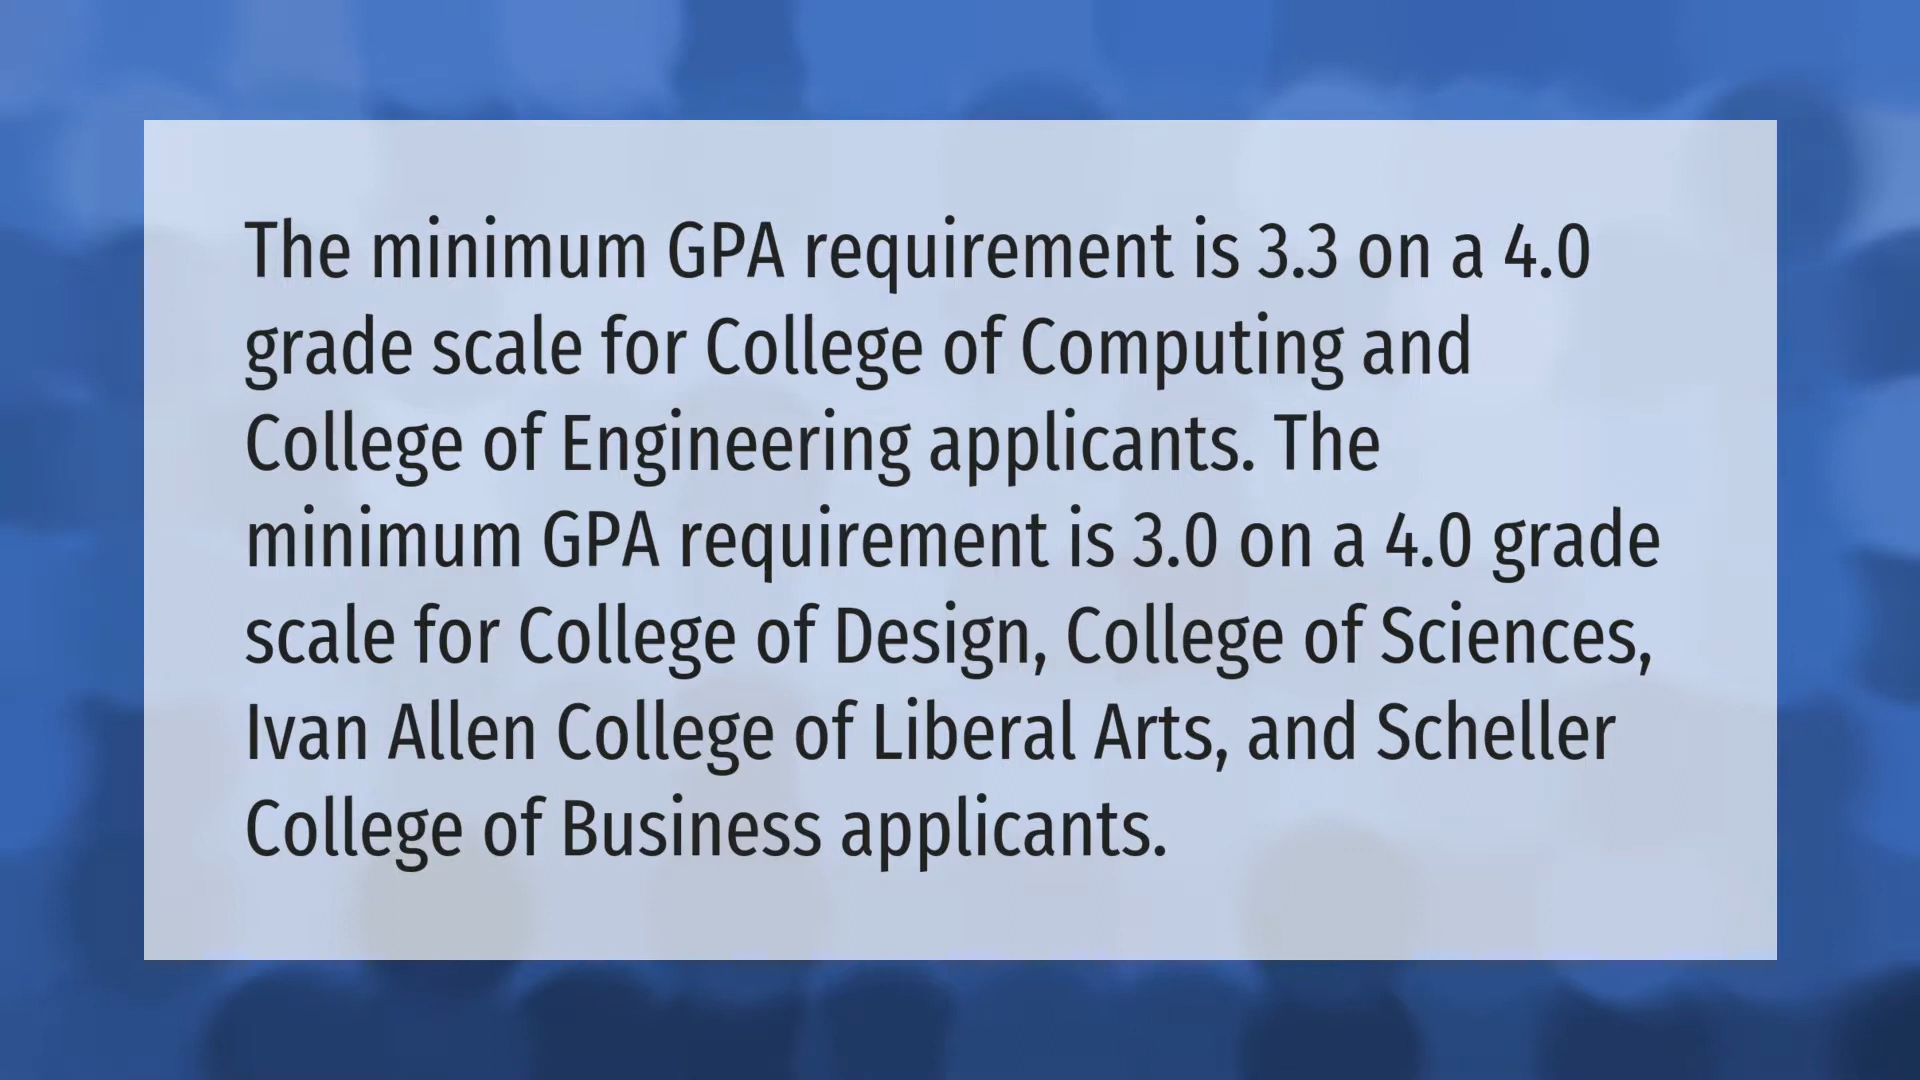 The minimum GPA requirement is 3.3 on a 4.0
grade scale for College of Computing and
College of Engineering applicants. The
minimum GPA requirement is 3.0 on a 4.0 grade
scale for College of Design, College of Sciences,
Ivan Allen College of Liberal Arts, and Scheller
College of Business applicants.